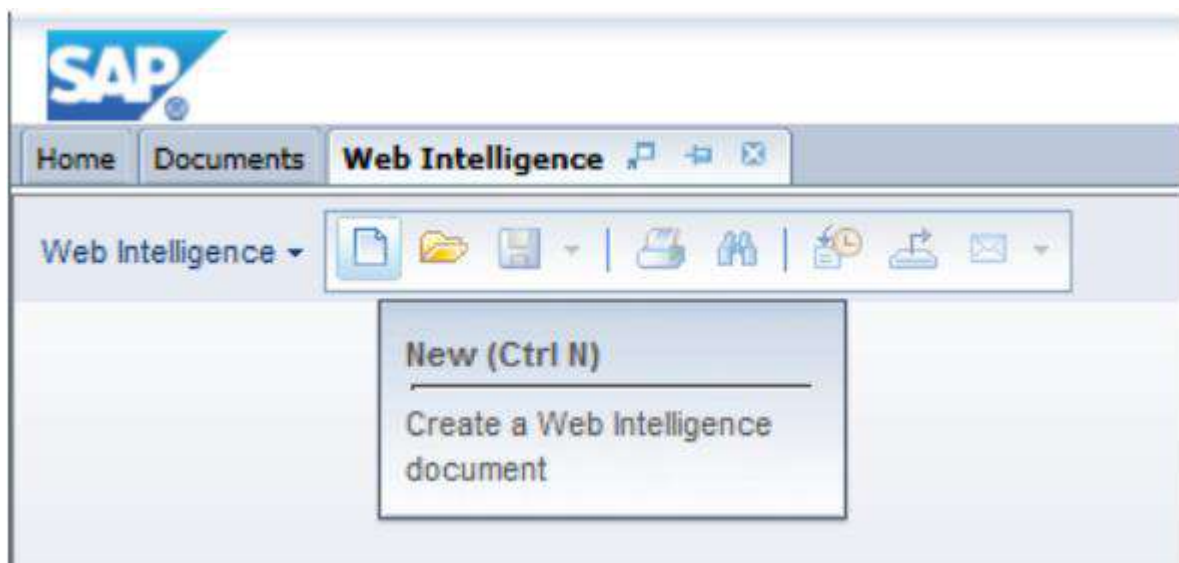 SAP®
Home Documents Web Intelligence
Web Intelligence
New (Ctrl N)
Create a Web Intelligence
document